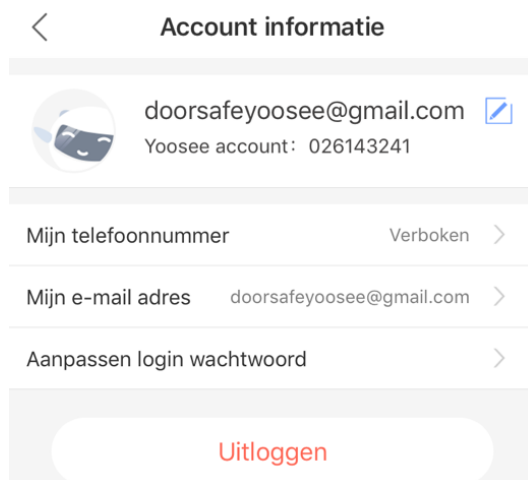 Account informatie
doorsafeyoosee@gmail.com
Yoosee account: 026143241
Mijn telefoonnummer Verboken
Mijn e-mail adres doorsafeyoosee@gmail.com
Aanpassen login wachtwoord
Uitloggen